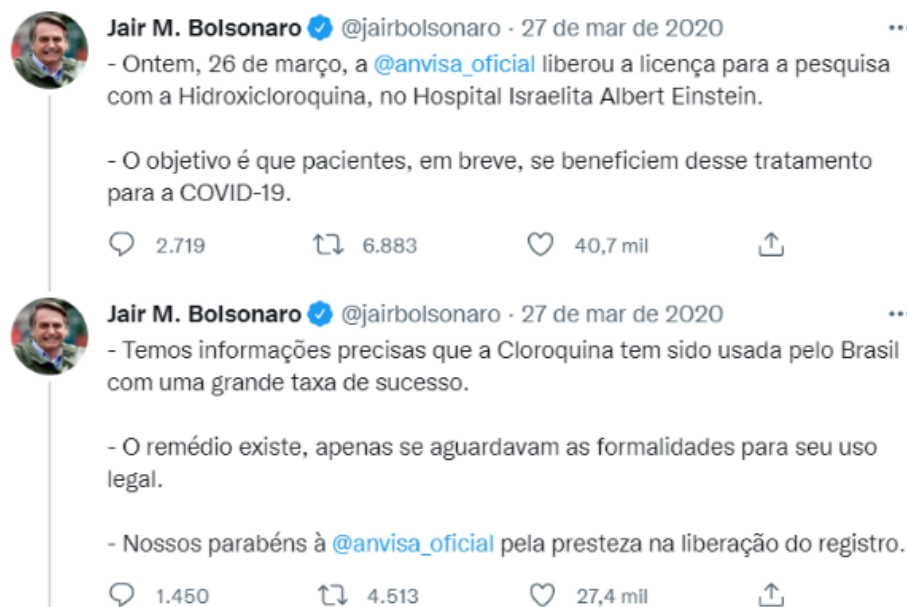 Jair M. Bolsonaro @jairbolsonaro · 27 de mar de 2020
- Ontem, 26 de março, a @anvisa_oficial liberou a licença para a pesquisa
com a Hidroxicloroquina, no Hospital Israelita Albert Einstein.
- O objetivo é que pacientes, em breve, se beneficiem desse tratamento
para a COVID-19.
2.719 6.883 40,7 mil
Jair M. Bolsonaro @jairbolsonaro · 27 de mar de 2020
- Temos informações precisas que a Cloroquina tem sido usada pelo Brasil
com uma grande taxa de sucesso.
- O remédio existe, apenas se aguardavam as formalidades para seu uso
legal.
- Nossos parabéns à @anvisa_oficial pela presteza na liberação do registro.
1.450 4.513 27,4 mil